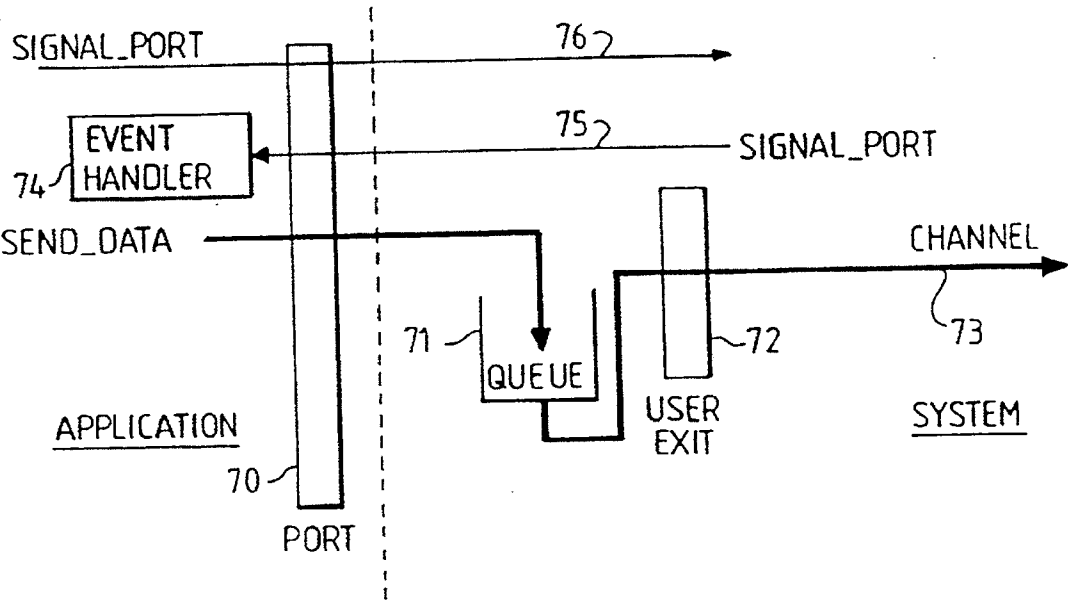 SIGNAL_PORT
76
EVENT
HANDLER
74
75
SIGNAL_PORT
SEND_DATA
CHANNEL
71
QUEUE
72
73
USER
EXIT
APPLICATION
SYSTEM
70
PORT